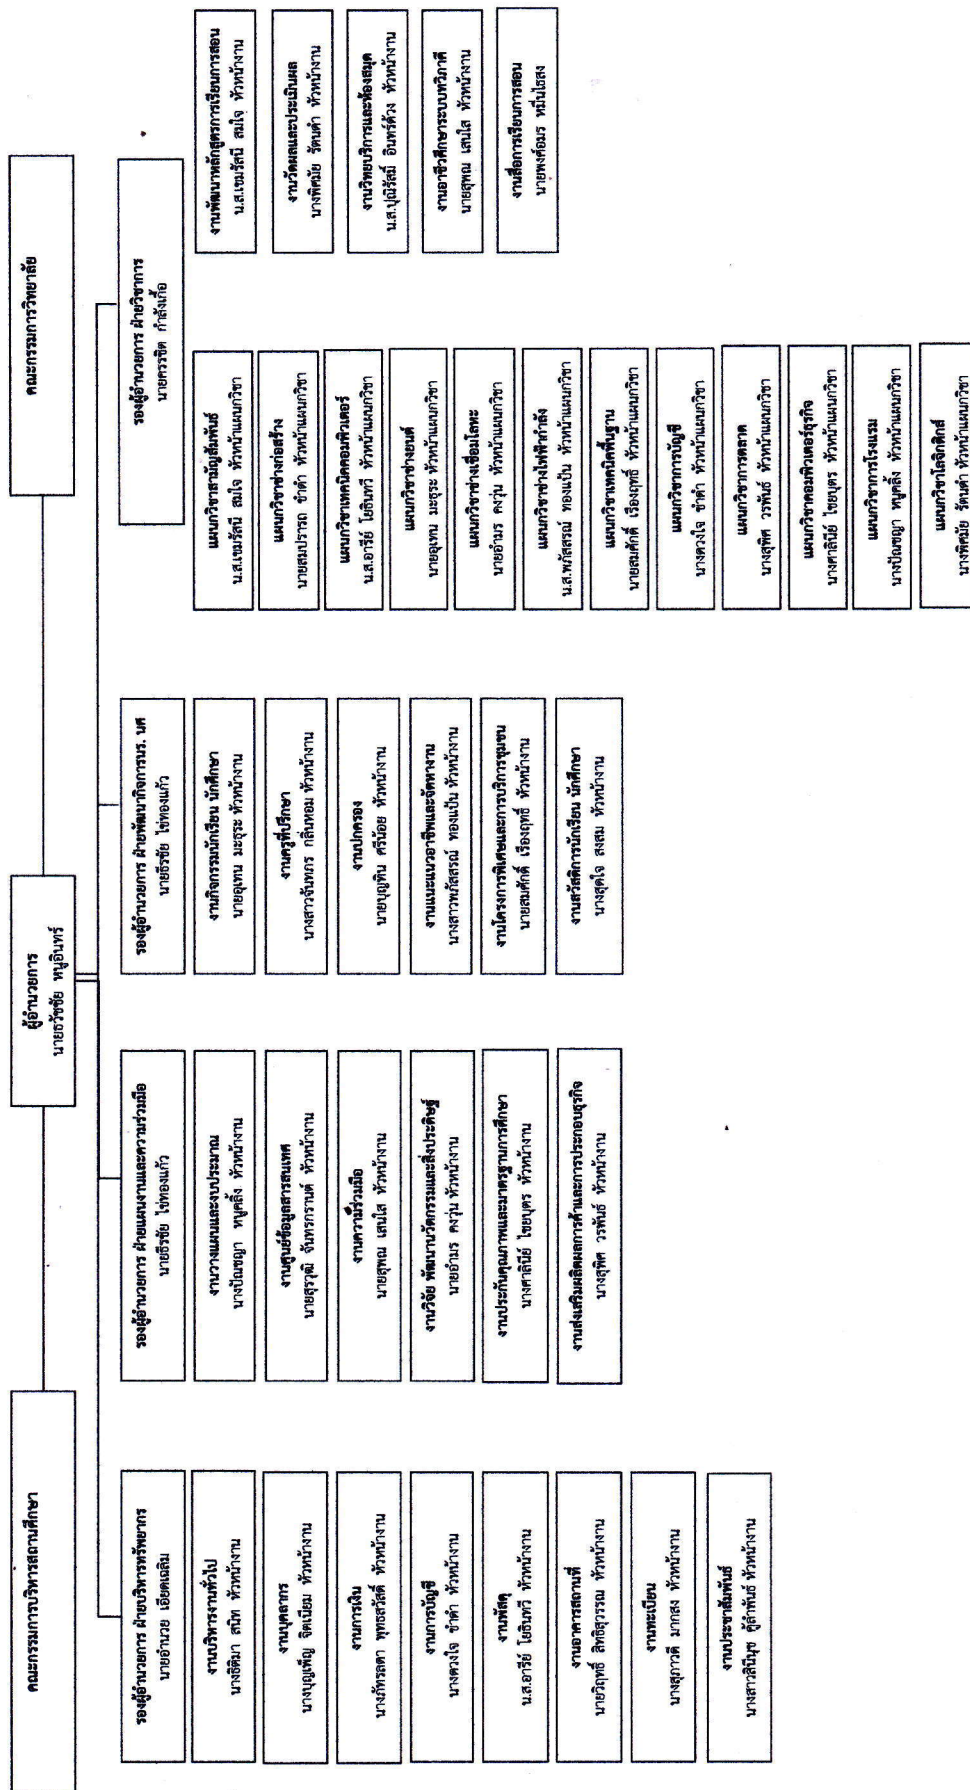 คณะกรรมการบริหารสถานศึกษา
ผู้อำนวยการ
นายธวัชชัย หนูอินทร์
คณะกรรมการวิทยาลัย
รองผู้อำนวยการ ฝ่ายบริหารทรัพยากร
นายอำนวย เอียดเฉลิม
งานบริหารงานทั่วไป
นางธิติมา สนิท หัวหน้างาน
งานบุคลากร
นางบุญเพ็ญ จิตเนียม หัวหน้างาน
งานการเงิน
นางภัทรลดา พุทธสวัสดิ์ หัวหน้างาน
งานการบัญชี
นางดวงใจ ขำดำ หัวหน้างาน
งานพัสดุ
น.ส.อารีย์ โยธินทวี หัวหน้างาน
งานอาคารสถานที่
นายวิฤทธิ์ สิทธิสุวรรณ หัวหน้างาน
งานทะเบียน
นางสุภาวดี มากสง หัวหน้างาน
งานประชาสัมพันธ์
นางสาวสินีนุช ตู้ลำพันธ์ หัวหน้างาน
รองผู้อำนวยการ ฝ่ายแผนงานและความร่วมมือ
นายธีรชัย ไข่ทองแก้ว
งานวางแผนและงบประมาณ
นางปัณชญา หนูคลิ้ง หัวหน้างาน
งานศูนย์ข้อมูลสารสนเทศ
นายสุรวุฒิ จันทรกรานต์ หัวหน้างาน
งานความร่วมมือ
นายสุพณ เสนใส หัวหน้างาน
งานวิจัย พัฒนานวัตกรรมและสิ่งประดิษฐ์
นายอำมร คงวุ่น หัวหน้างาน
งานประกันคุณภาพและมาตรฐานการศึกษา
นางศาลินีย์ ไชยบุตร หัวหน้างาน
งานส่งเสริมผลิตผลการค้าและการประกอบธุรกิจ
นางสุพิศ วรพันธ์ หัวหน้างาน
รองผู้อำนวยการ ฝ่ายพัฒนากิจการนร. นศ
นายธีรชัย ไข่ทองแก้ว
งานกิจกรรมนักเรียน นักศึกษา
นายอุเทน มะธุระ หัวหน้างาน
งานครูที่ปรึกษา
นางสาวจันทภร กลิ่นหอม หัวหน้างาน
งานปกครอง
นายบุญทิน ศรีน้อย หัวหน้างาน
งานแนะแนวอาชีพและจัดหางาน
นางสาวพภัสสรณ์ ทองแป้น หัวหน้างาน
งานโครงการพิเศษและการบริการชุมชน
นายสมศักดิ์ เรืองฤทธิ์ หัวหน้างาน
งานสวัสดิการนักเรียน นักศึกษา
นางสุดใจ สงสม หัวหน้างาน
รองผู้อำนวยการ ฝ่ายวิชาการ
นายครรชิต กำลังเกื้อ
แผนกวิชาสามัญสัมพันธ์
น.ส.เขมรัสนี สมใจ หัวหน้าแผนกวิชา
แผนกวิชาช่างก่อสร้าง
นายสมปรารถ ขำดำ หัวหน้าแผนกวิชา
แผนกวิชาเทคนิคคอมพิวเตอร์
น.ส.อารีย์ โยธินทวี หัวหน้าแผนกวิชา
แผนกวิชาช่างยนต์
นายอุเทน มะธุระ หัวหน้าแผนกวิชา
แผนกวิชาช่างเชื่อมโลหะ
นายอำมร คงวุ่น หัวหน้าแผนกวิชา
แผนกวิชาช่างไฟฟ้ากำลัง
น.ส.พภัสสรณ์ ทองแป้น หัวหน้าแผนกวิชา
แผนกวิชาเทคนิคพื้นฐาน
นายสมศักดิ์ เรืองฤทธิ์ หัวหน้าแผนกวิชา
แผนกวิชาการบัญชี
นางดวงใจ ขำดำ หัวหน้าแผนกวิชา
แผนกวิชาการตลาด
นางสุพิศ วรพันธ์ หัวหน้าแผนกวิชา
แผนกวิชาคอมพิวเตอร์ธุรกิจ
นางศาลินีย์ ไชยบุตร หัวหน้าแผนกวิชา
แผนกวิชาการโรงแรม
นางปัณชญา หนูคลิ้ง หัวหน้าแผนกวิชา
แผนกวิชาโลจิกติกส์
นางพิศมัย รัตนดำ หัวหน้าแผนกวิชา
งานพัฒนาหลักสูตรการเรียนการสอน
น.ส.เขมรัสนี สมใจ หัวหน้างาน
งานวัดผลและประเมินผล
นางพิศมัย รัตนดำ หัวหน้างาน
งานวิทยบริการและห้องสมุด
น.ส.ปุณิรัสมิ์ อินทร์ด้วง หัวหน้างาน
งานอาชีวศึกษาระบบทวิภาคี
นายสุพณ เสนใส หัวหน้างาน
งานสื่อการเรียนการสอน
นายพงศ์อมร หมื่นไธสง